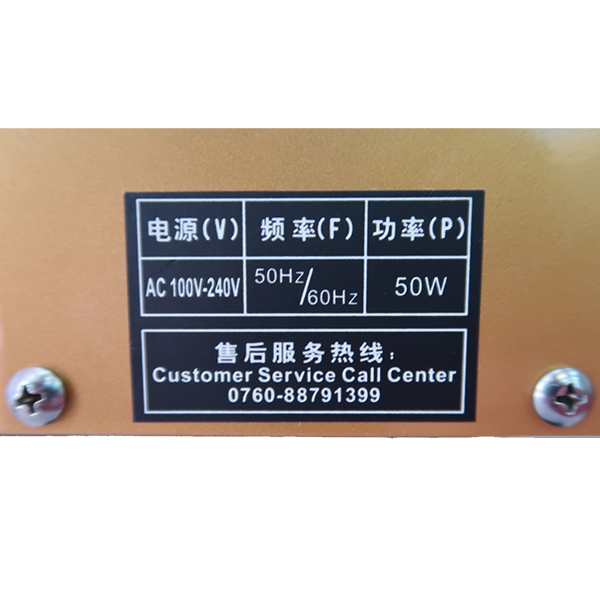 电源(V) 频率(F) 功率(P)
AC 100V-240V 50Hz/60Hz 50W
售后服务热线：
Customer Service Call Center
0760-88791399